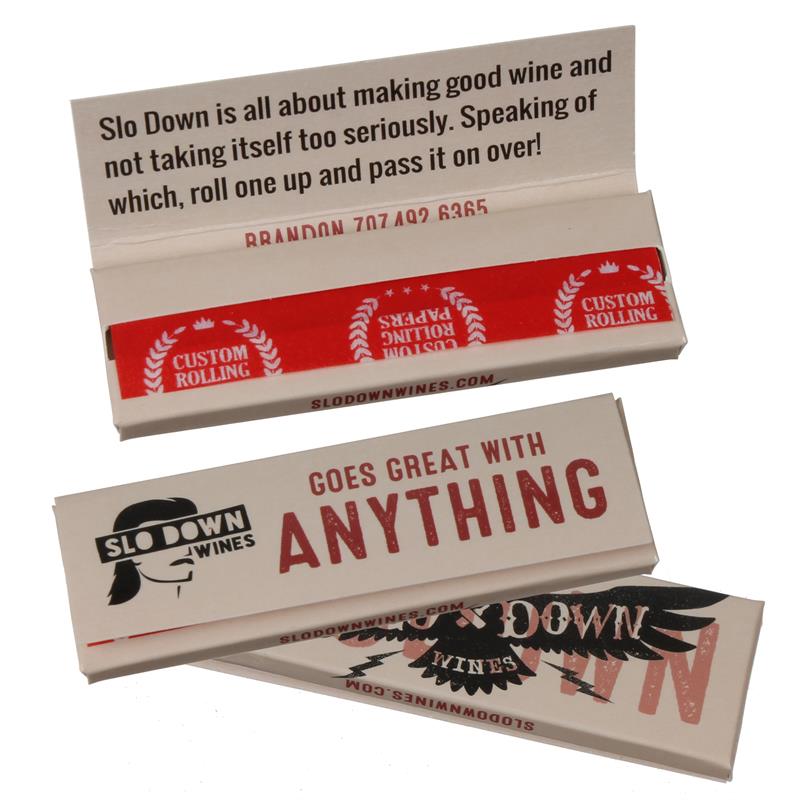 Slo Down is all about making good wine and
not taking itself too seriously. Speaking of
which, roll one up and pass it on over!
BRANDON 707.492.6365
CUSTOM
ROLLING
CUSTOM
ROLLING
PAPERS
CUSTOM
ROLLING
SLODOWNWINES.COM
GOES GREAT WITH
ANYTHING
SLO DOWN
WINES
SLODOWNWINES.COM
DOWN
WINES
SLODOWNWINES.COM